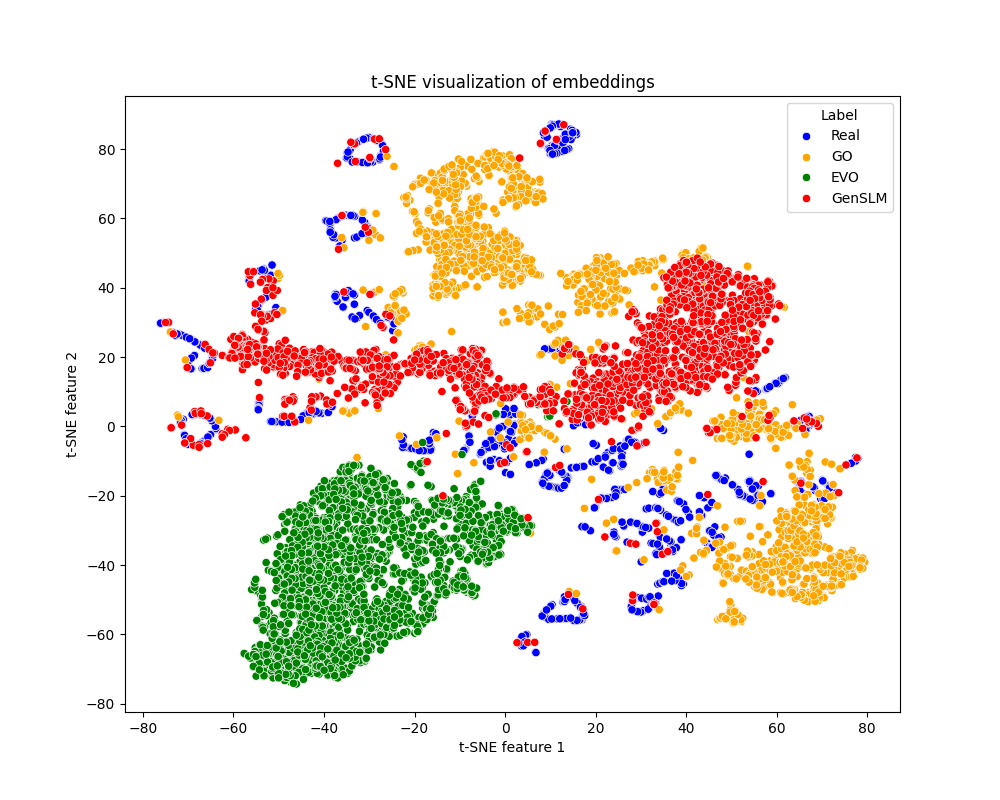 t-SNE visualization of embeddings
Label
Real
GO
EVO
GenSLM
t-SNE feature 2
80
60
40
20
0
−20
−40
−60
−80
−80 −60 −40 −20 0 20 40 60 80
t-SNE feature 1